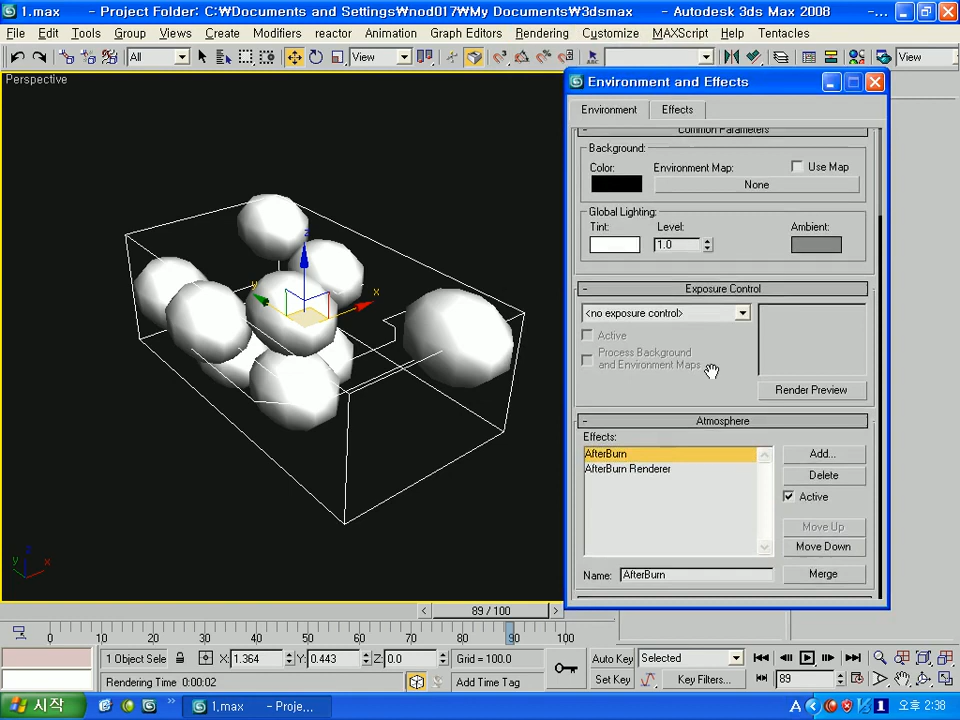 1.max - Project Folder: C:₩Documents and Settings₩nod017₩My Documents₩3dsmax - Autodesk 3ds Max 2008 -...
File Edit Tools Group Views Create Modifiers reactor Animation Graph Editors Rendering Customize MAXScript Help Tentacles
All View View
Perspective
Environment and Effects
Environment Effects
Common Parameters
Background:
Color: Environment Map: Use Map
None
Global Lighting:
Tint: Level: Ambient:
1.0
Exposure Control
<no exposure control>
Active
Process Background
and Environment Maps
Render Preview
Atmosphere
Effects:
AfterBurn
AfterBurn Renderer
Add...
Delete
Active
Move Up
Move Down
Name: AfterBurn Merge
z
y x
z
y x
< 89 / 100 >
0 10 20 30 40 50 60 70 80 90 100
1 Object Sele X: 1.364 Y: 0.443 Z: 0.0 Grid = 100.0 Auto Key Selected
Rendering Time 0:00:02 Add Time Tag Set Key Key Filters... 89
시작 1.max - Proje... A 오후 2:38